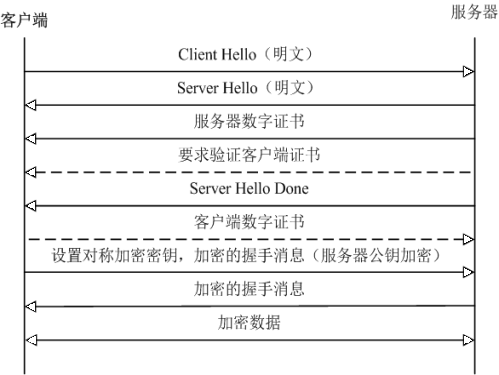 客户端
服务器
Client Hello（明文）
Server Hello（明文）
服务器数字证书
要求验证客户端证书
Server Hello Done
客户端数字证书
设置对称加密密钥，加密的握手消息（服务器公钥加密）
加密的握手消息
加密数据